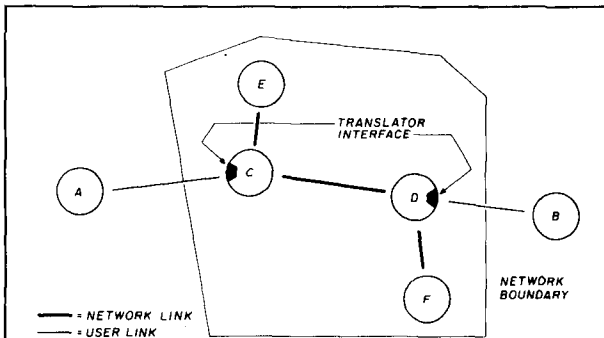 E
TRANSLATOR
INTERFACE
C
A
D
B
NETWORK
BOUNDARY
F
= NETWORK LINK
= USER LINK